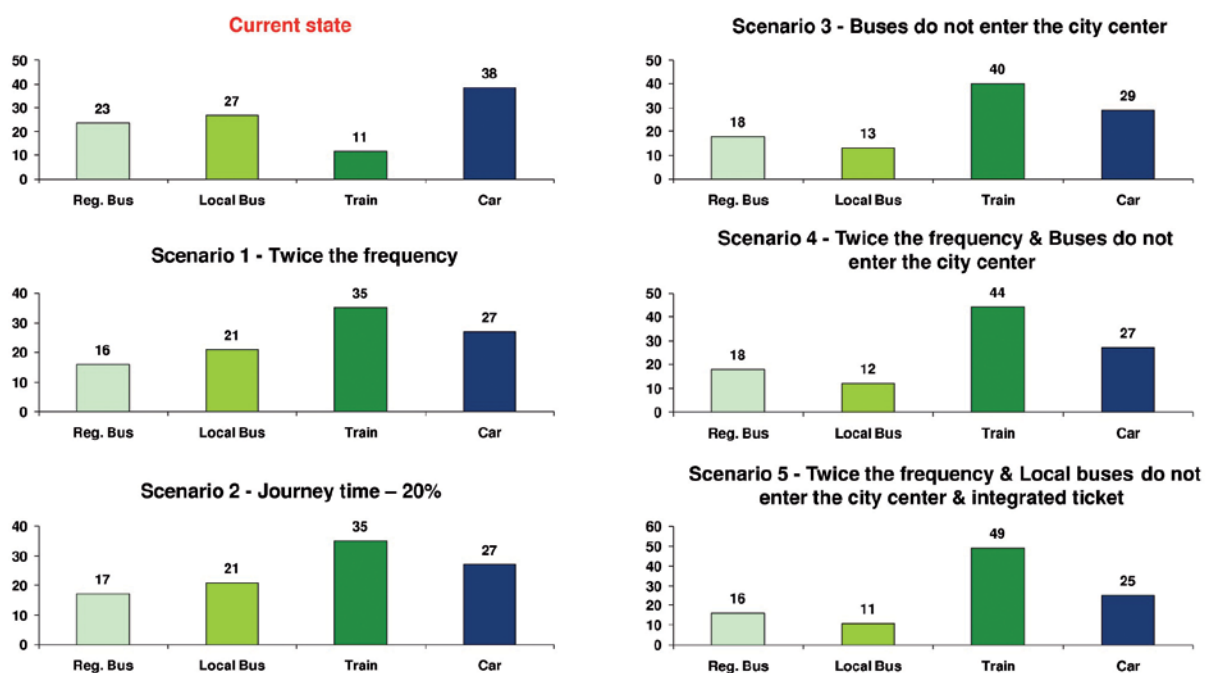 Current state
50
40
30
20
10
0
23
27
11
38
Reg. Bus
Local Bus
Train
Car
Scenario 1 - Twice the frequency
40
30
20
10
0
16
21
35
27
Reg. Bus
Local Bus
Train
Car
Scenario 2 - Journey time – 20%
40
30
20
10
0
17
21
35
27
Reg. Bus
Local Bus
Train
Car
Scenario 3 - Buses do not enter the city center
50
40
30
20
10
0
18
13
40
29
Reg. Bus
Local Bus
Train
Car
Scenario 4 - Twice the frequency & Buses do not
enter the city center
50
40
30
20
10
0
18
12
44
27
Reg. Bus
Local Bus
Train
Car
Scenario 5 - Twice the frequency & Local buses do not
enter the city center & integrated ticket
60
50
40
30
20
10
0
16
11
49
25
Reg. Bus
Local Bus
Train
Car